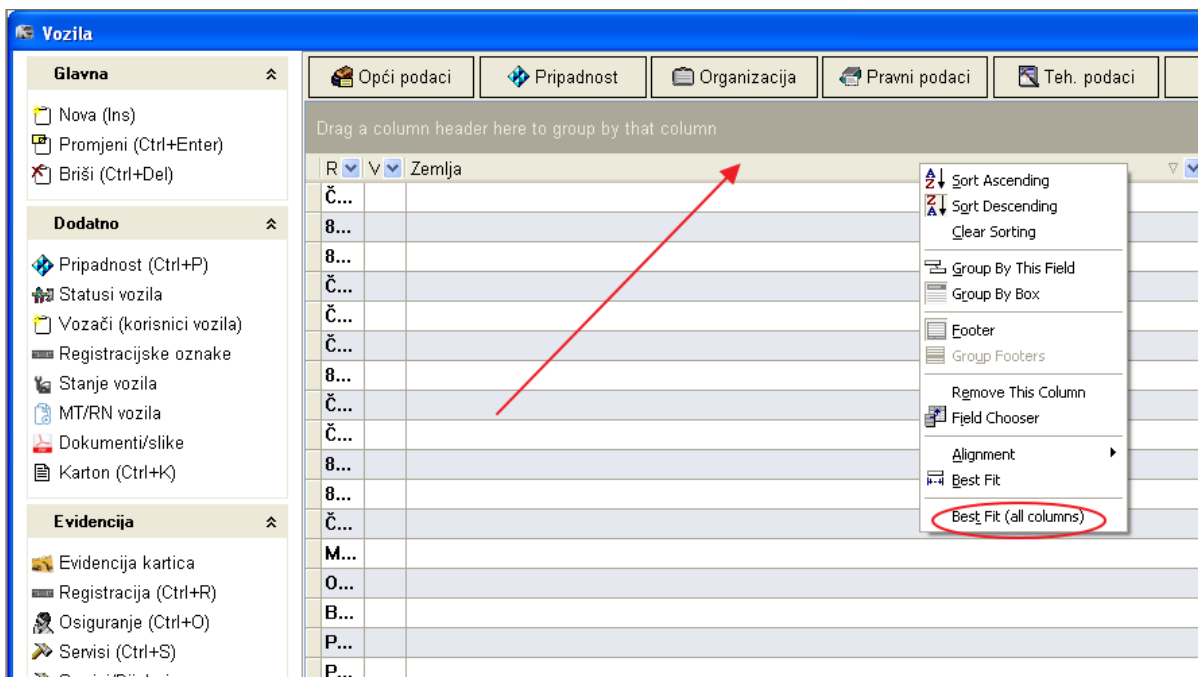 Vozila
Glavna
Nova (Ins)
Promjeni (Ctrl+Enter)
Briši (Ctrl+Del)
Dodatno
Pripadnost (Ctrl+P)
Statusi vozila
Vozači (korisnici vozila)
Registracijske oznake
Stanje vozila
MT/RN vozila
Dokumenti/slike
Karton (Ctrl+K)
Evidencija
Evidencija kartica
Registracija (Ctrl+R)
Osiguranje (Ctrl+O)
Servisi (Ctrl+S)
Opći podaci
Pripadnost
Organizacija
Pravni podaci
Teh. podaci
Drag a column header here to group by that column
R V Zemlja
Č...
8...
8...
Č...
Č...
Č...
8...
Č...
Č...
8...
8...
Č...
M...
O...
B...
P...
P...
Sort Ascending
Sort Descending
Clear Sorting
Group By This Field
Group By Box
Footer
Group Footers
Remove This Column
Field Chooser
Alignment
Best Fit
Best Fit (all columns)